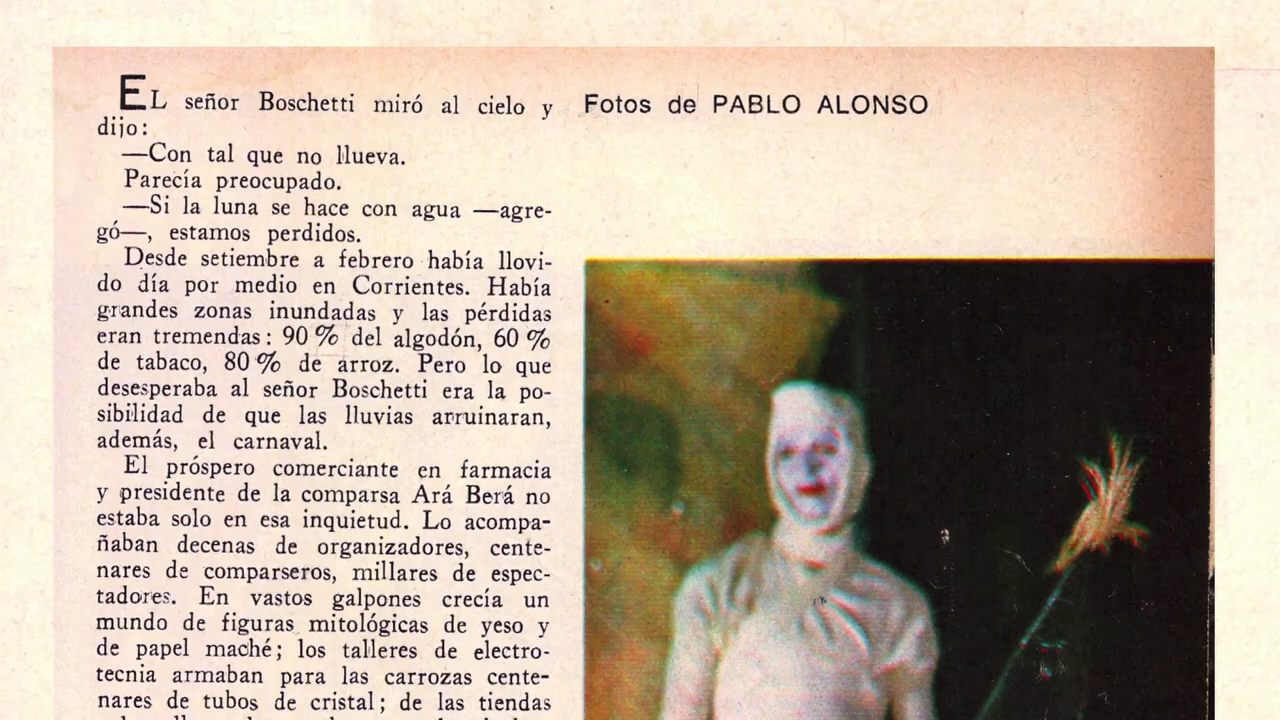 EL señor Boschetti miró al cielo y
dijo:
—Con tal que no llueva.
Parecía preocupado.
—Si la luna se hace con agua —agre-
gó—, estamos perdidos.
Desde setiembre a febrero había llovi-
do día por medio en Corrientes. Había
grandes zonas inundadas y las pérdidas
eran tremendas: 90 % del algodón, 60 %
de tabaco, 80 % de arroz. Pero lo que
desesperaba al señor Boschetti era la po-
sibilidad de que las lluvias arruinaran,
además, el carnaval.
El próspero comerciante en farmacia
y presidente de la comparsa Ará Berá no
estaba solo en esa inquietud. Lo acompa-
ñaban decenas de organizadores, cente-
nares de comparseros, millares de espec-
tadores. En vastos galpones crecía un
mundo de figuras mitológicas de yeso y
de papel maché; los talleres de electro-
tecnia armaban para las carrozas cente-
nares de tubos de cristal; de las tiendas
Fotos de PABLO ALONSO